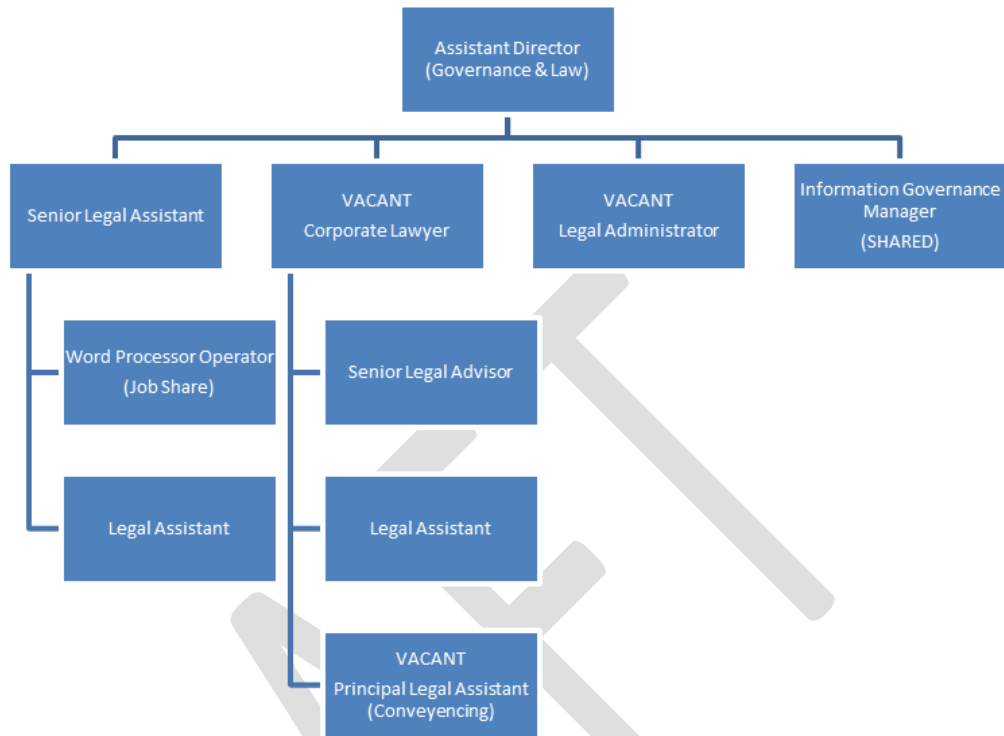 Assistant Director
(Governance & Law)
Senior Legal Assistant
VACANT
Corporate Lawyer
VACANT
Legal Administrator
Information Governance
Manager
(SHARED)
Word Processor Operator
(Job Share)
Legal Assistant
Senior Legal Advisor
Legal Assistant
VACANT
Principal Legal Assistant
(Conveyencing)